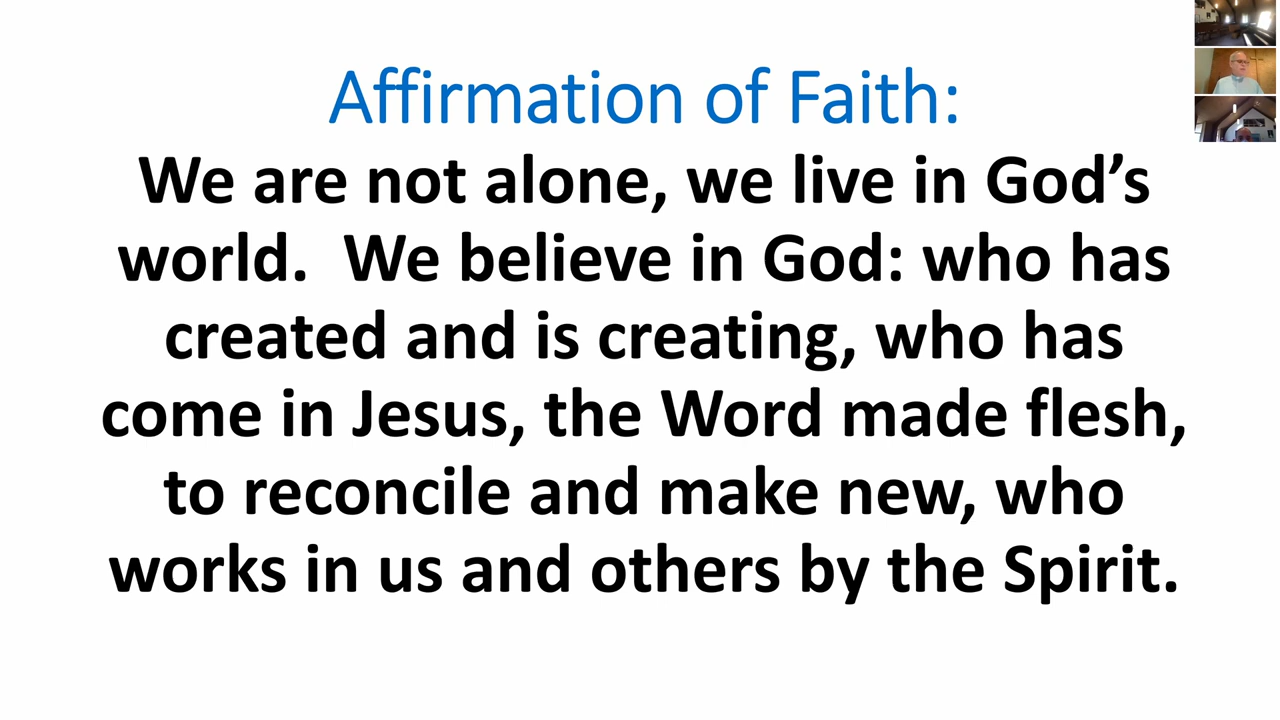 Affirmation of Faith:
We are not alone, we live in God’s
world.  We believe in God: who has
created and is creating, who has
come in Jesus, the Word made flesh,
to reconcile and make new, who
works in us and others by the Spirit.